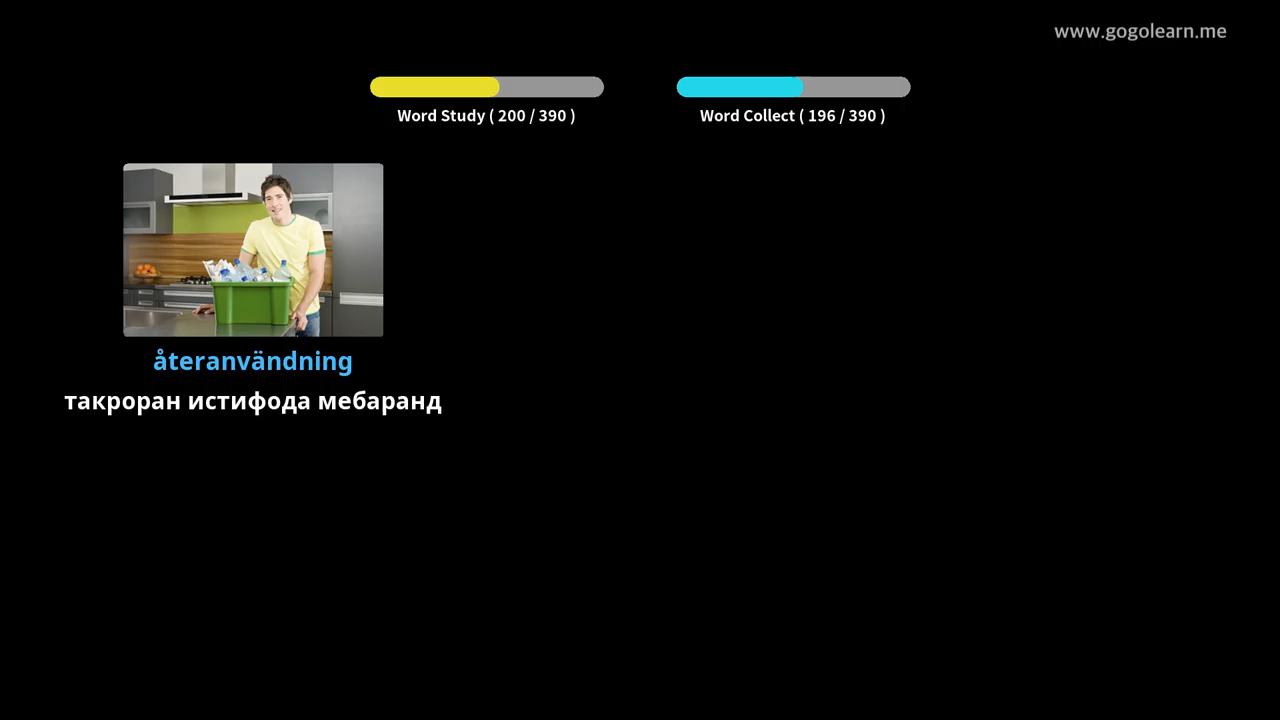 www.gogolearn.me
Word Study ( 200 / 390 )
Word Collect ( 196 / 390 )
återanvändning
такроран истифода мебаранд